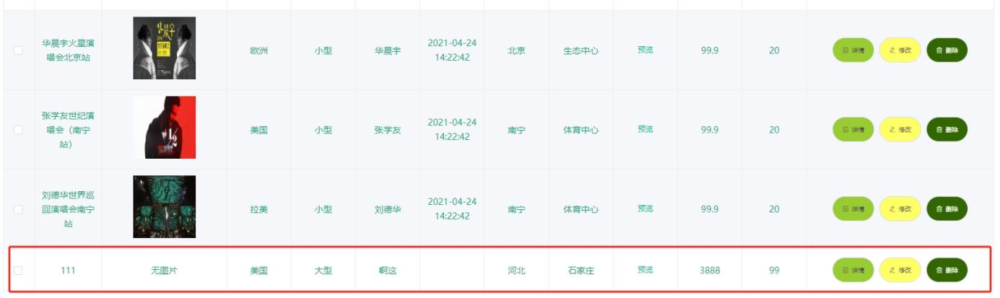 华晨宇火星演
唱会北京站
华晨宇
欧洲
小型
华晨宇
2021-04-24
14:22:42
北京
生态中心
预览
99.9
20
详情
修改
删除
张学友世纪演
唱会（南宁
站）
1/2
美国
小型
张学友
2021-04-24
14:22:42
南宁
体育中心
预览
99.9
20
详情
修改
删除
刘德华世界巡
回演唱会南宁
站
拉美
小型
刘德华
2021-04-24
14:22:42
南宁
体育中心
预览
99.9
20
详情
修改
删除
111
无图片
美国
大型
啊这
河北
石家庄
预览
3888
99
详情
修改
删除